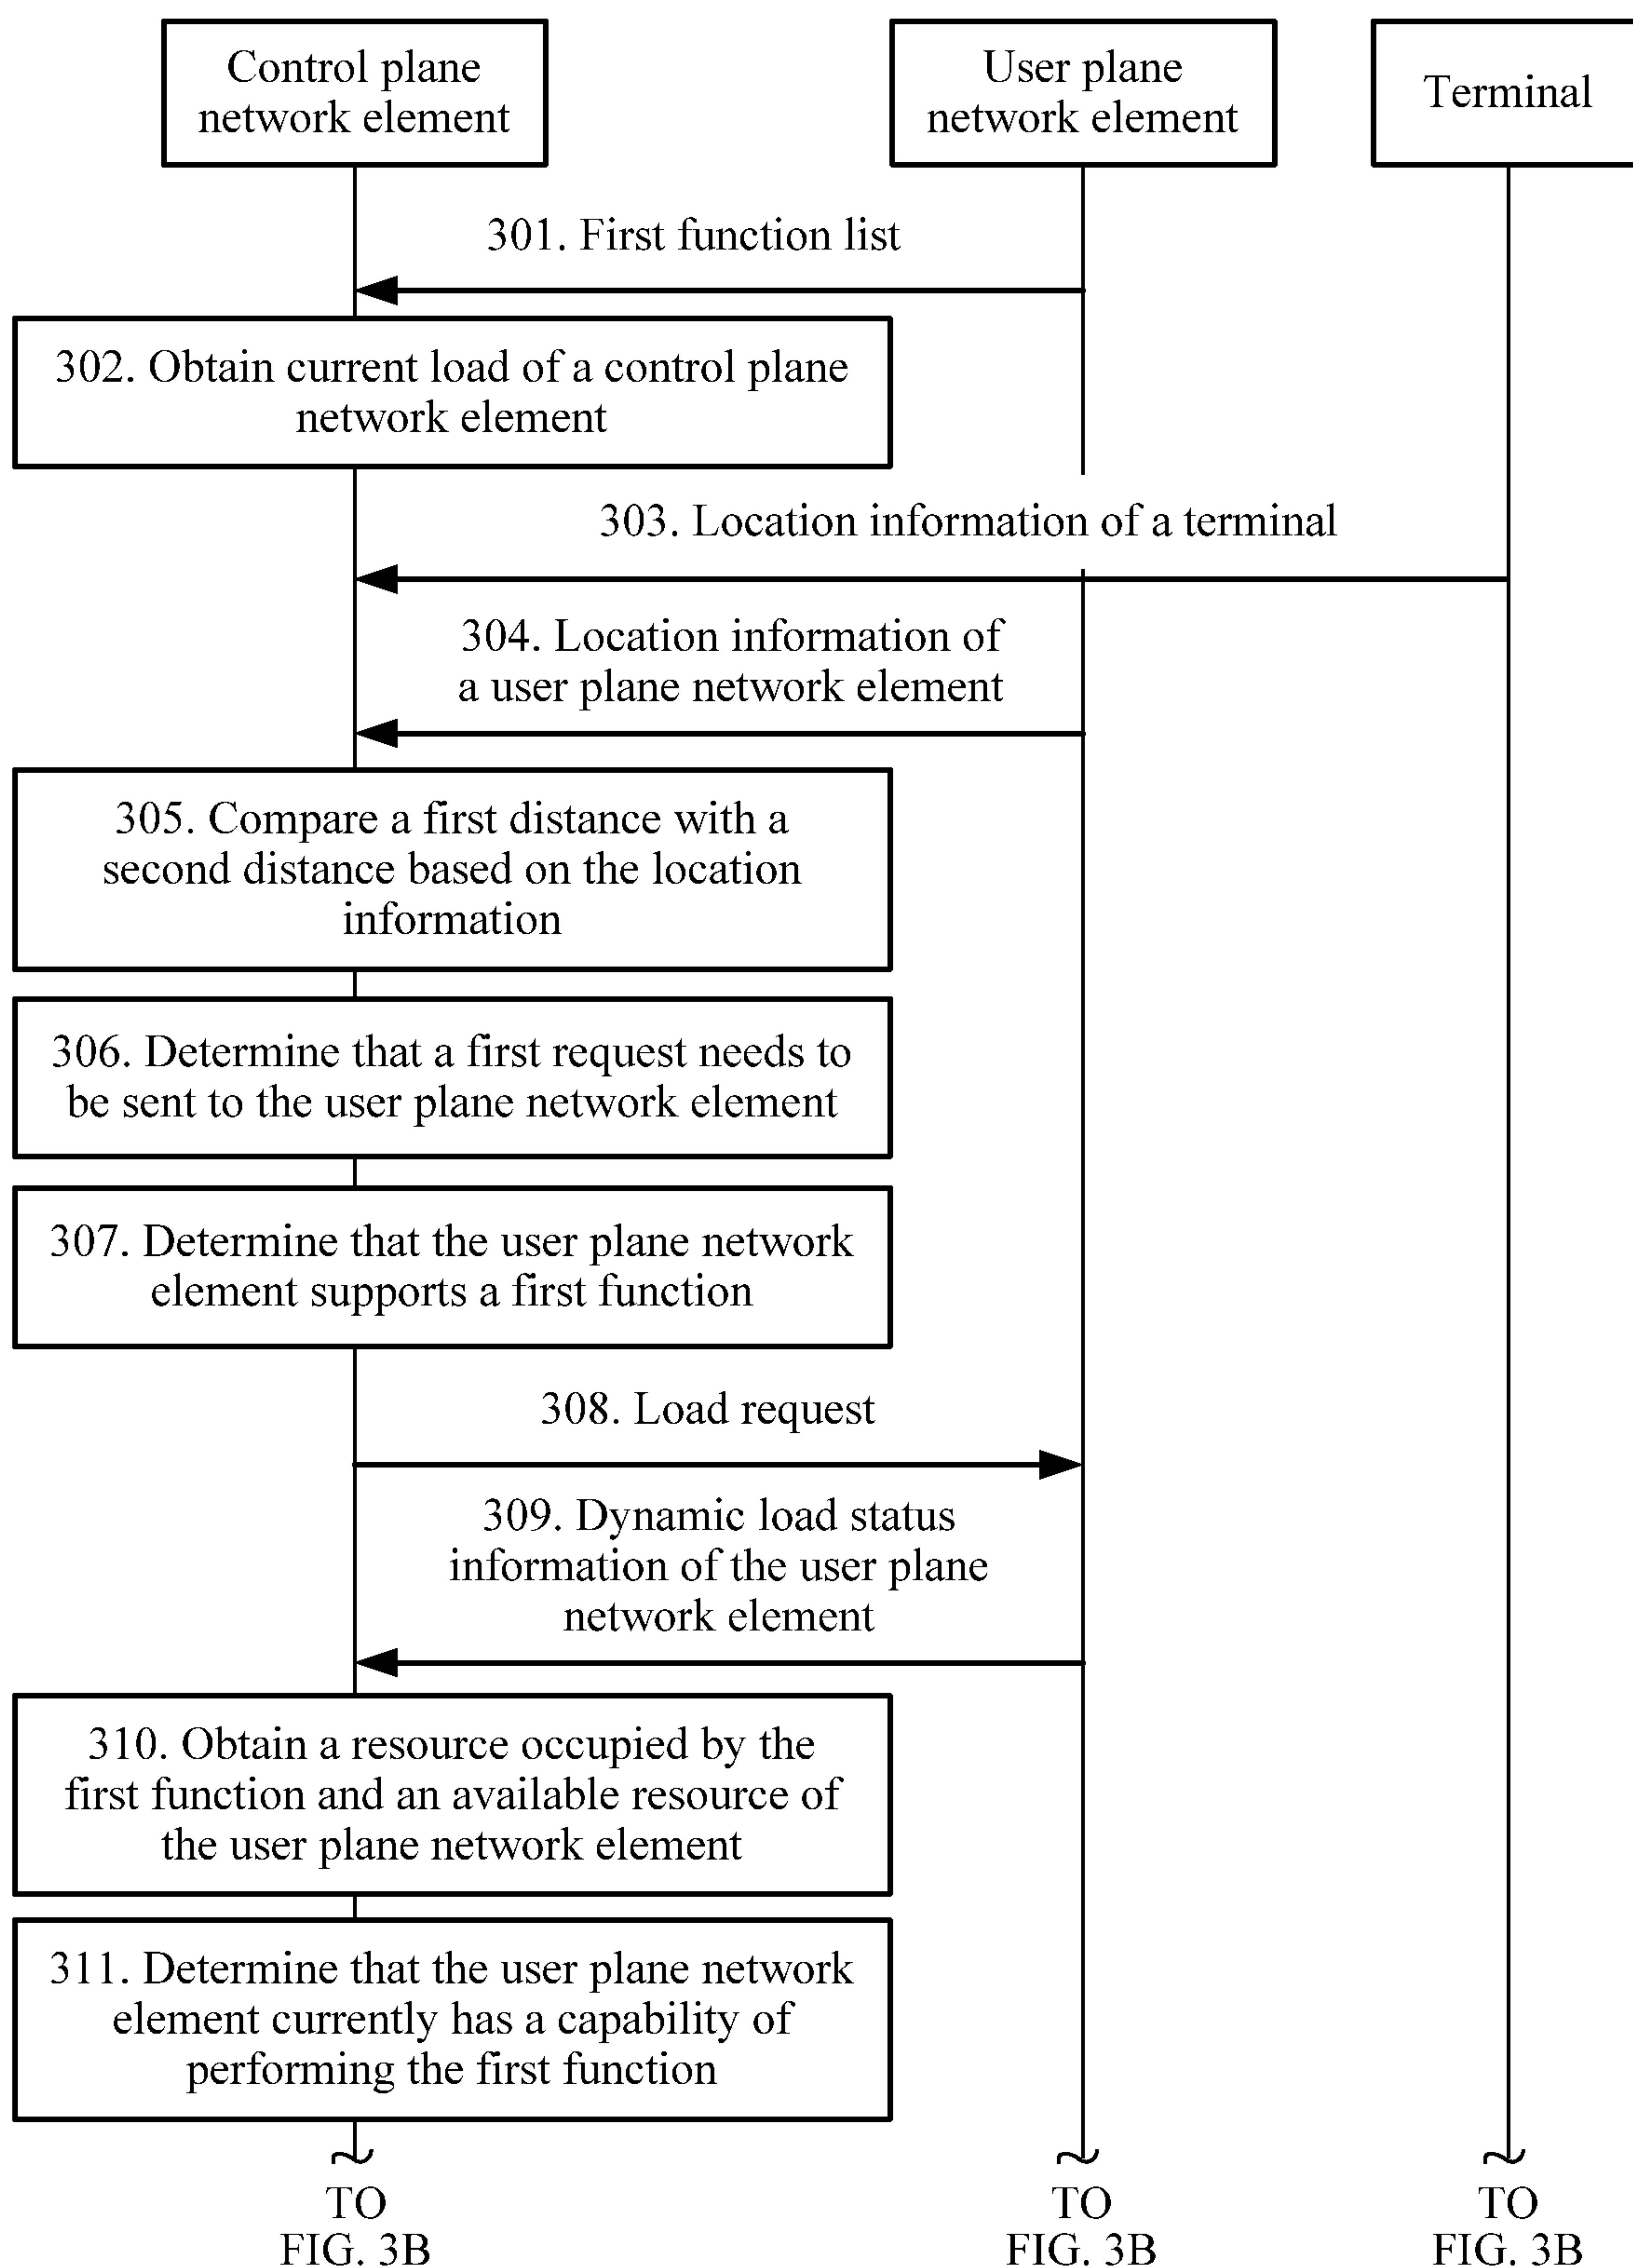 Control plane
network element
User plane
network element
Terminal
301. First function list
302. Obtain current load of a control plane
network element
303. Location information of a terminal
304. Location information of
a user plane network element
305. Compare a first distance with a
second distance based on the location
information
306. Determine that a first request needs to
be sent to the user plane network element
307. Determine that the user plane network
element supports a first function
308. Load request
309. Dynamic load status
information of the user plane
network element
310. Obtain a resource occupied by the
first function and an available resource of
the user plane network element
311. Determine that the user plane network
element currently has a capability of
performing the first function
TO
FIG. 3B
TO
FIG. 3B
TO
FIG. 3B